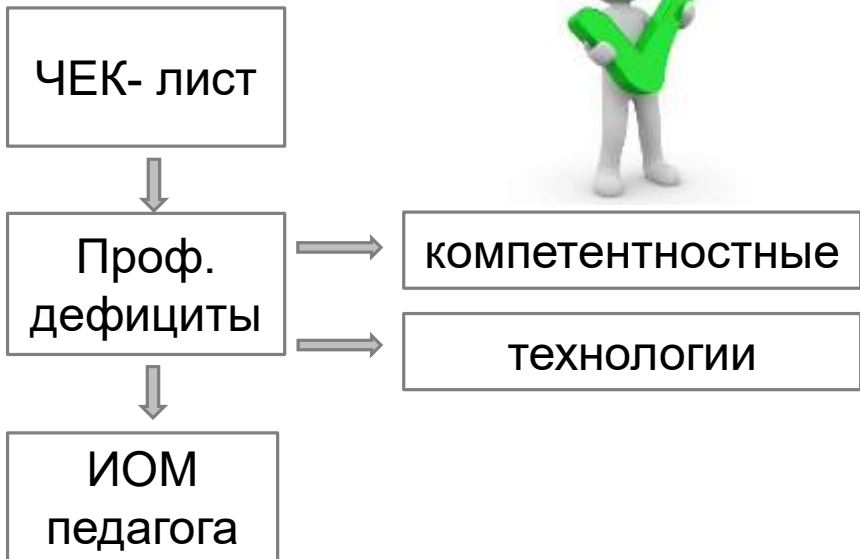 ЧЕК- лист
Проф.
дефициты
компетентностные
технологии
ИОМ
педагога